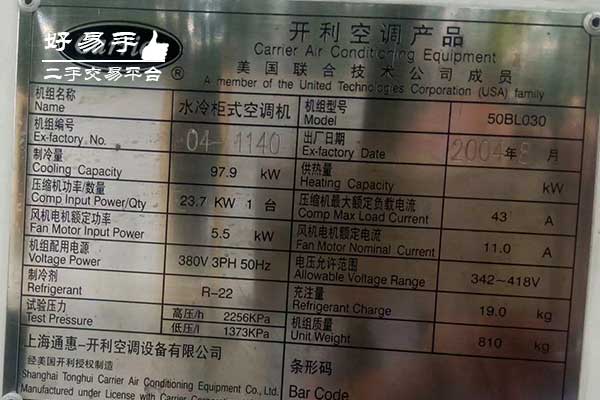 好易手
二手交易平台
Carrier
®
开利空调产品
Carrier Air Conditioning Equipment
美国联合技术公司成员
A member of the United Technologies Corporation (USA) family
机组名称 Name 水冷柜式空调机 机组型号 Model 50BL030
机组编号 Ex-factory No. 04-1140 出厂日期 Ex-factory Date 2004年8月
制冷量 Cooling Capacity 97.9 kW 供热量 Heating Capacity kW
压缩机功率/数量 Comp Input Power/Qty 23.7 KW 1 台 压缩机最大额定负载电流 Comp Max Load Current 43 A
风机电机额定功率 Fan Motor Input Power 5.5 kW 风机电机额定电流 Fan Motor Nominal Current 11.0 A
机组配用电源 Voltage Power 380V 3PH 50Hz 电压允许范围 Allowable Voltage Range 342~418V
制冷剂 Refrigerant R-22 充注量 Refrigerant Charge 19.0 kg
试验压力 Test Pressure 高压/h 2256KPa 低压/l 1373KPa 机组质量 Unit Weight 810 kg
上海通惠-开利空调设备有限公司 条形码
经美国开利授权制造
Shanghai Tonghui Carrier Air Conditioning Equipment Co., Ltd. Bar Code
Manufactured under License with Carrier